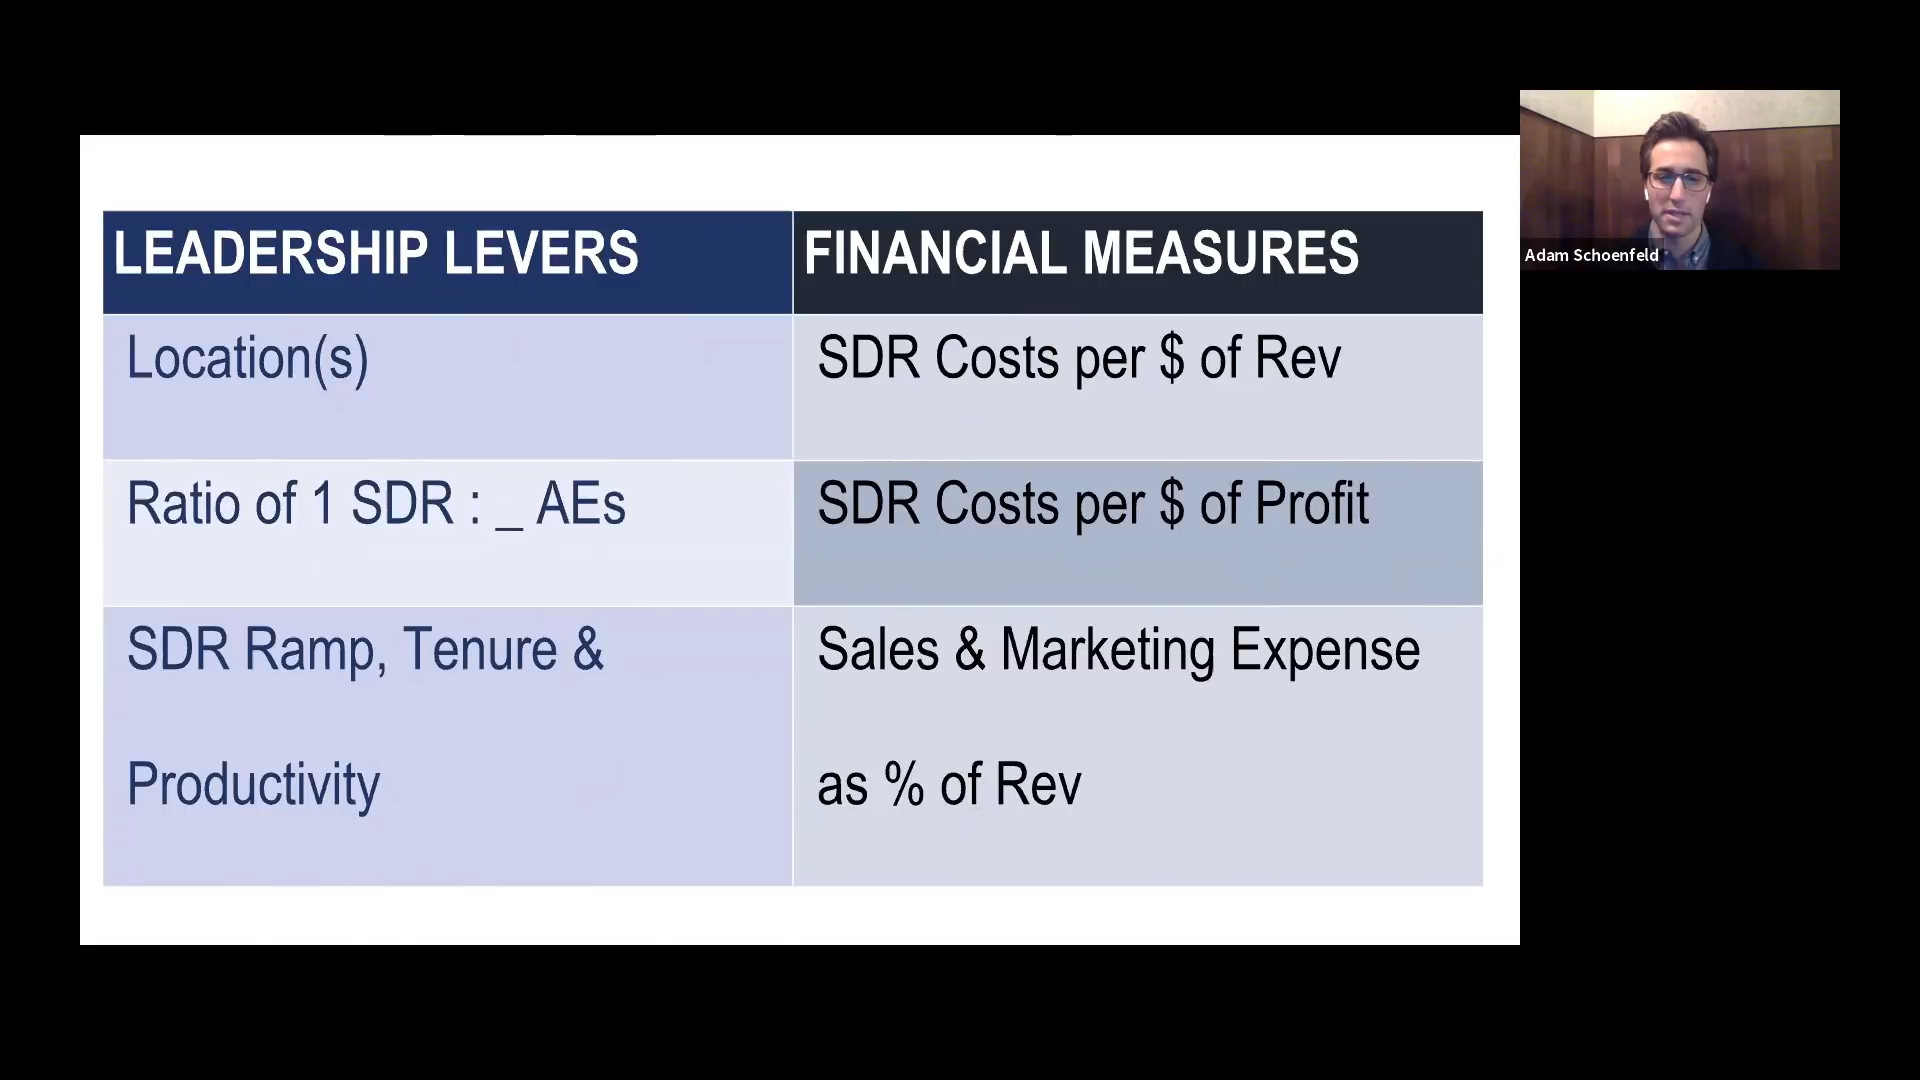 LEADERSHIP LEVERS
FINANCIAL MEASURES
Location(s)
SDR Costs per $ of Rev
Ratio of 1 SDR : _ AEs
SDR Costs per $ of Profit
SDR Ramp, Tenure &
Productivity
Sales & Marketing Expense
as % of Rev
Adam Schoenfeld